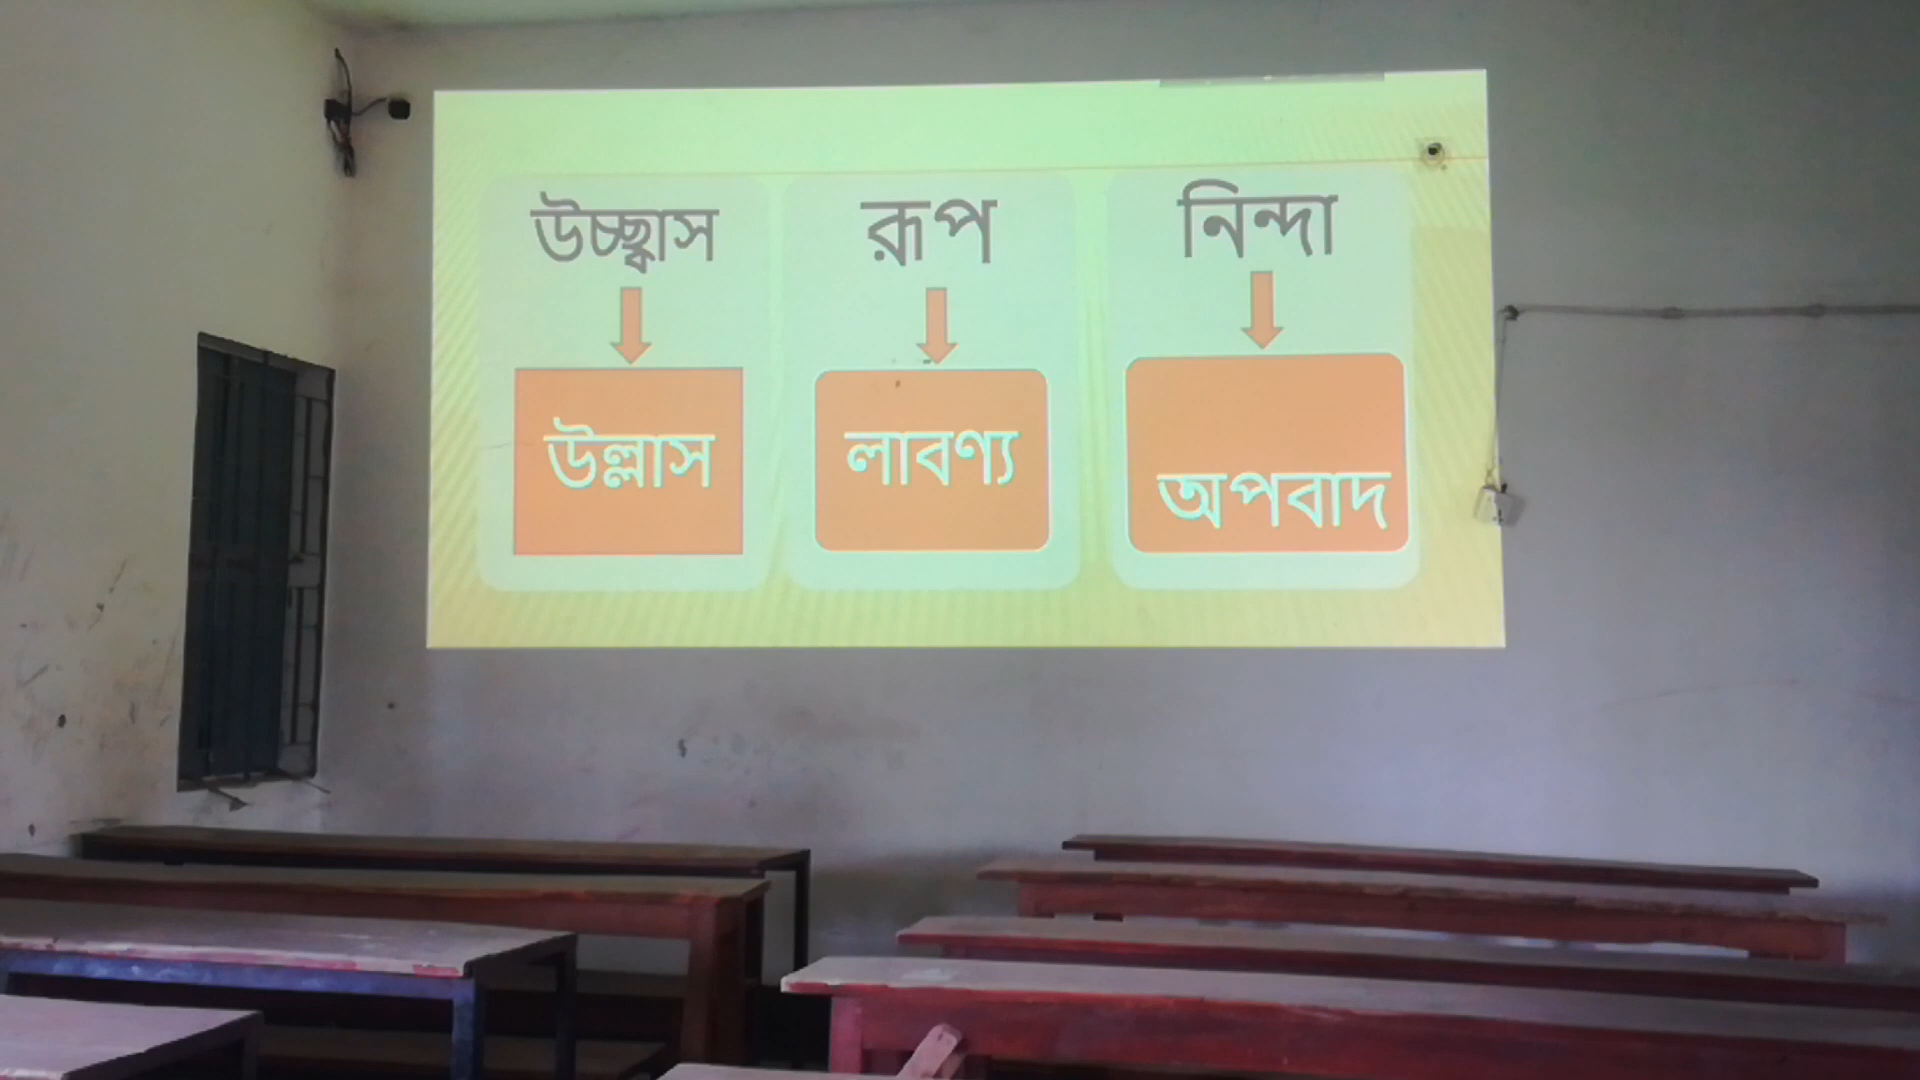 উচ্ছ্বাস
রূপ
নিন্দা
উল্লাস
লাবণ্য
অপবাদ